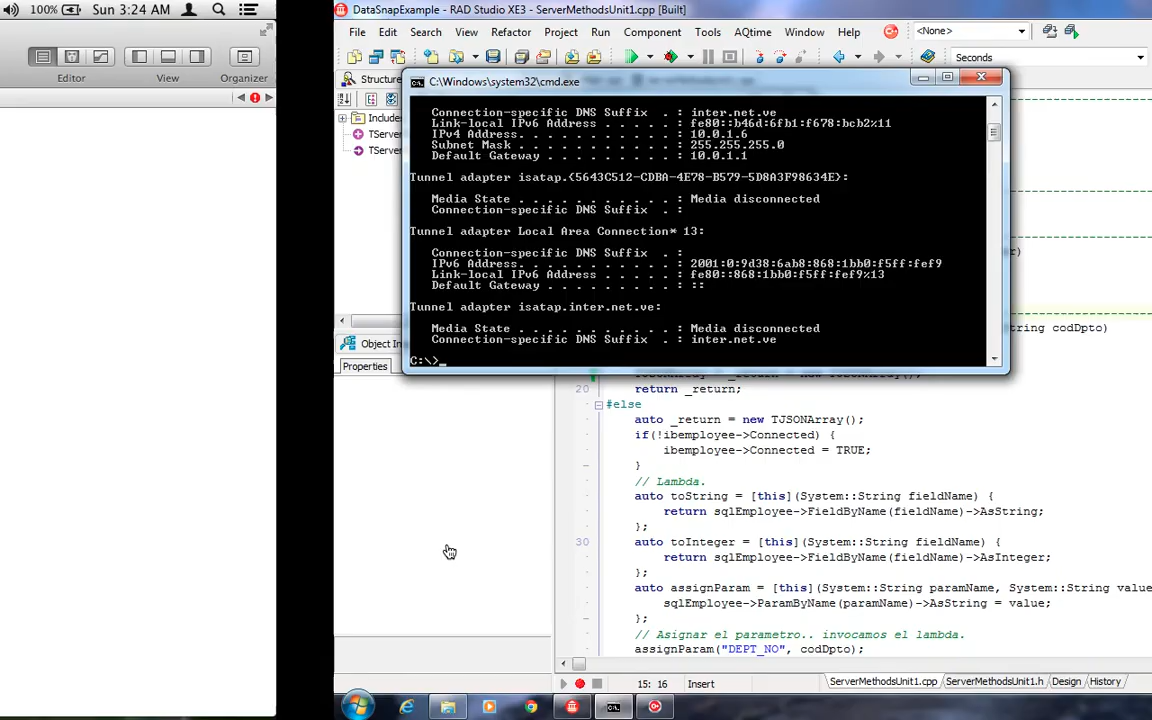 100% Sun 3:24 AM
Editor View Organizer
DataSnapExample - RAD Studio XE3 - ServerMethodsUnit1.cpp [Built]
File Edit Search View Refactor Project Run Component Tools AQtime Window Help <None>
Seconds
Structure
Includes
TServer
TServer
C:\Windows\system32\cmd.exe
Connection-specific DNS Suffix . : inter.net.ve
Link-local IPv6 Address . . . . . : fe80::b46d:6fb1:f678:bcb2%11
IPv4 Address. . . . . . . . . . . : 10.0.1.6
Subnet Mask . . . . . . . . . . . : 255.255.255.0
Default Gateway . . . . . . . . . : 10.0.1.1
Tunnel adapter isatap.{5643C512-CDBA-4E78-B579-5D8A3F98634E}:
Media State . . . . . . . . . . . : Media disconnected
Connection-specific DNS Suffix . :
Tunnel adapter Local Area Connection* 13:
Connection-specific DNS Suffix . :
IPv6 Address. . . . . . . . . . . : 2001:0:9d38:6ab8:868:1bb0:f5ff:fef9
Link-local IPv6 Address . . . . . : fe80::868:1bb0:f5ff:fef9%13
Default Gateway . . . . . . . . . : ::
Tunnel adapter isatap.inter.net.ve:
Media State . . . . . . . . . . . : Media disconnected
Connection-specific DNS Suffix . : inter.net.ve
C:\>_
tring codDpto)
Object In
Properties
20 return _return;
#else
auto _return = new TJSONArray();
if(!ibemployee->Connected) {
ibemployee->Connected = TRUE;
}
// Lambda.
auto toString = [this](System::String fieldName) {
return sqlEmployee->FieldByName(fieldName)->AsString;
};
30 auto toInteger = [this](System::String fieldName) {
return sqlEmployee->FieldByName(fieldName)->AsInteger;
};
auto assignParam = [this](System::String paramName, System::String value
sqlEmployee->ParamByName(paramName)->AsString = value;
};
// Asignar el parametro.. invocamos el lambda.
assignParam("DEPT_NO", codDpto);
15: 16 Insert ServerMethodsUnit1.cpp ServerMethodsUnit1.h Design History